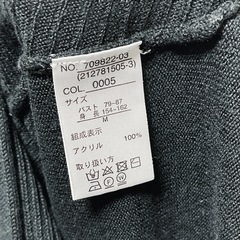 NO. 709822-03
(212781505-3)
COL. 0005
サイズ
バスト 79-87
身 長 154-162
M
組成表示
アクリル 100%
取り扱い方